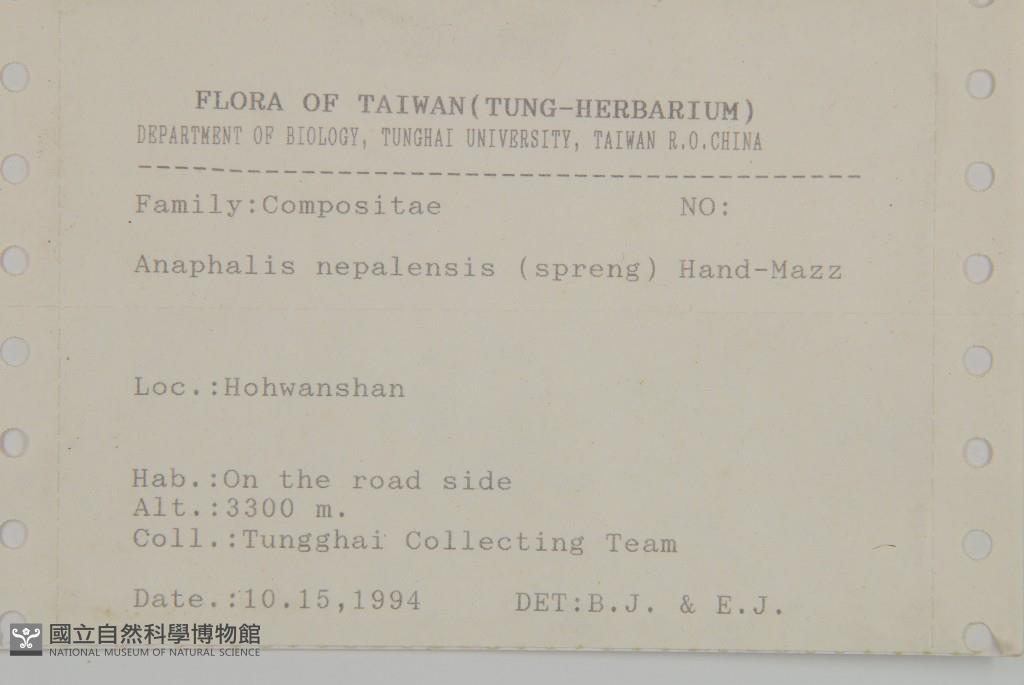 FLORA OF TAIWAN(TUNG-HERBARIUM)
DEPARTMENT OF BIOLOGY, TUNGHAI UNIVERSITY, TAIWAN R.O.CHINA
Family:Compositae NO:
Anaphalis nepalensis (spreng) Hand-Mazz
Loc.:Hohwanshan
Hab.:On the road side
Alt.:3300 m.
Coll.:Tungghai Collecting Team
Date.:10.15,1994 DET:B.J. & E.J.
國立自然科學博物館
NATIONAL MUSEUM OF NATURAL SCIENCE